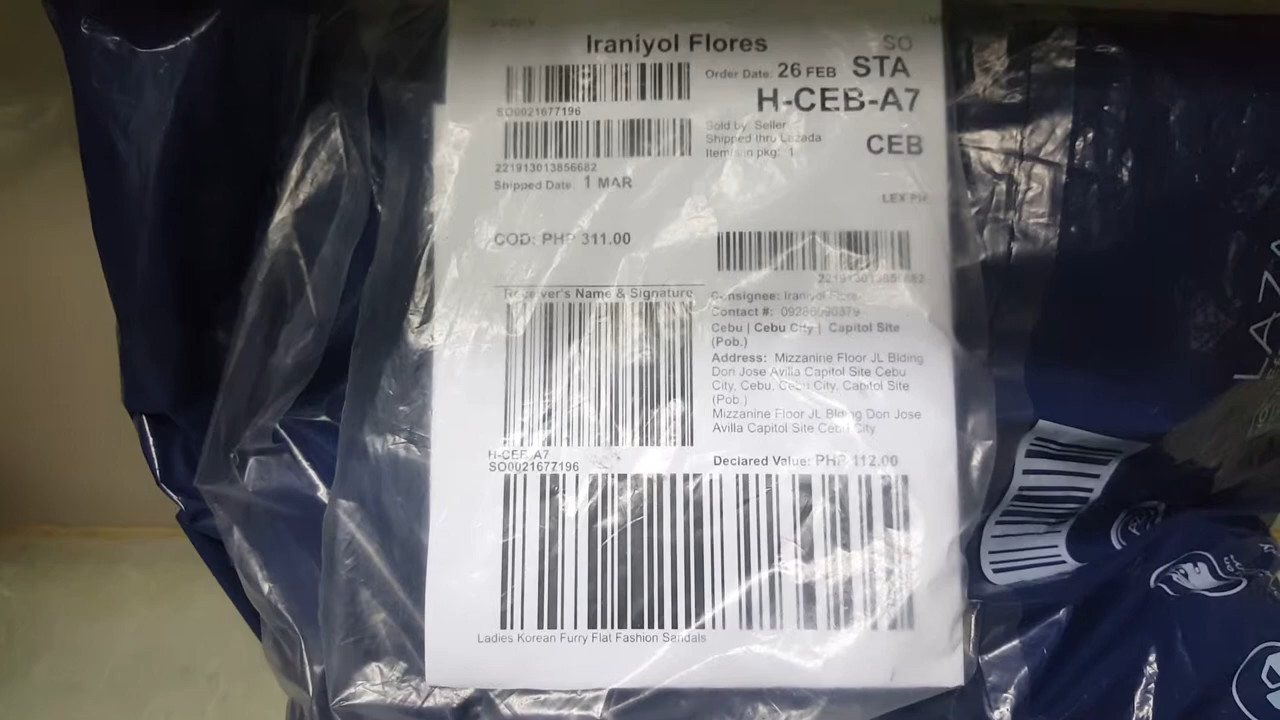 Iraniyol Flores
SO
Order Date: 26 FEB STA
SO0021677196
H-CEB-A7
Sold by: Seller
Shipped thru Lazada
Items in pkg: 1
CEB
221913013856682
Shipped Date: 1 MAR
LEX PH
COD: PHP 311.00
221913013856682
Receiver's Name & Signature
Consignee: Iraniyol Flores
Contact #:
Cebu | Cebu City | Capitol Site
(Pob.)
Address: Mizzanine Floor JL Blding
Don Jose Avilla Capitol Site Cebu
City, Cebu, Cebu City, Capitol Site
(Pob.)
Mizzanine Floor JL Blding Don Jose
Avilla Capitol Site Cebu City
H-CEB-A7
SO0021677196
Declared Value: PHP 112.00
Ladies Korean Furry Flat Fashion Sandals